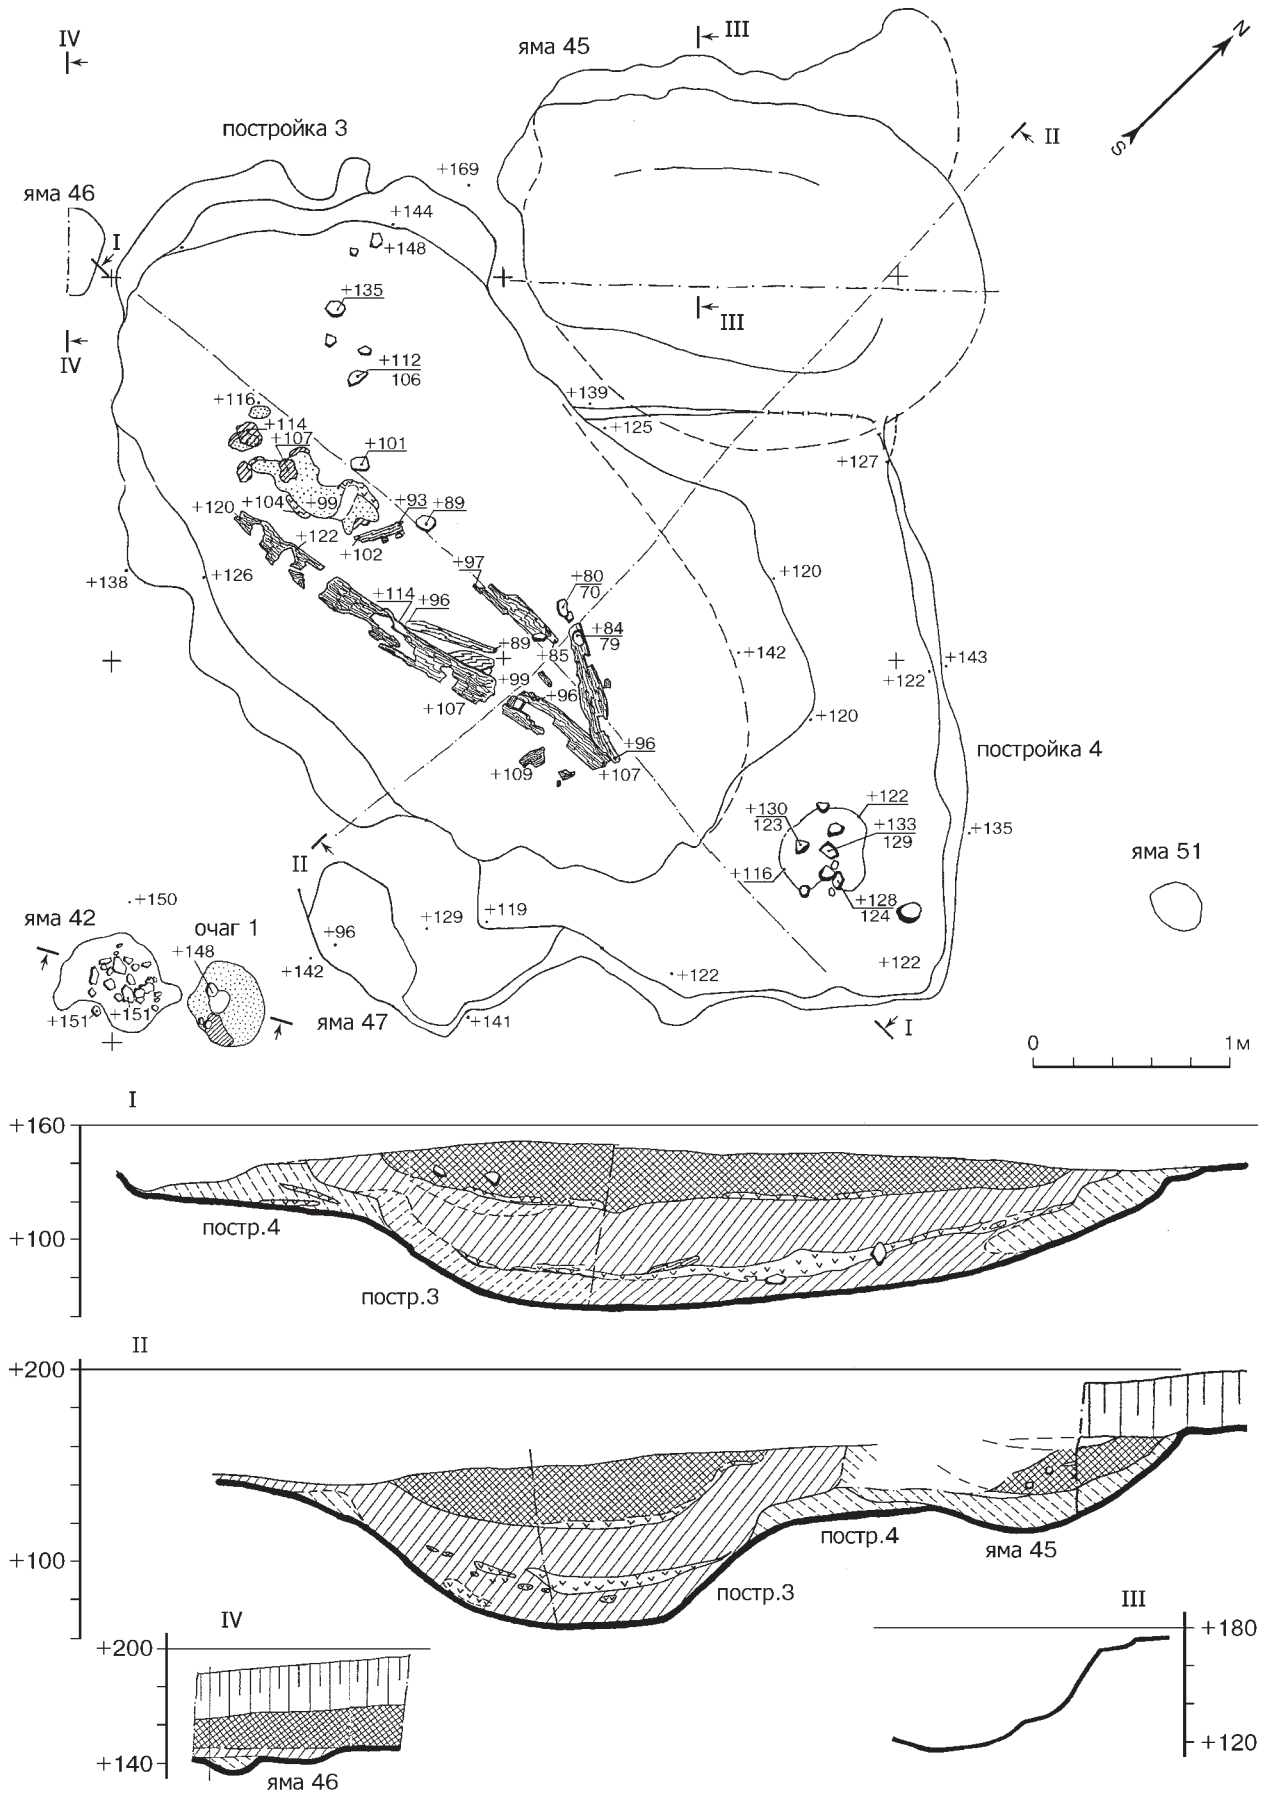 IV
III
яма 45
N
S
II
постройка 3
+169
яма 46
I
+144
+148
+135
IV
III
+112
106
+139
+116
+125
+114
+107
+101
+127
+104
+99
+93
+89
+120
+122
+102
+97
+138
+126
+80
70
+120
+114
+96
+84
79
+89
+85
+142
+143
+122
+99
+96
+107
+120
+96
постройка 4
+109
+107
+122
+130
123
+133
129
+135
II
яма 51
+116
+128
124
+150
яма 42
очаг 1
+148
+96
+129
+119
+142
+122
+122
+151
+151
яма 47
+141
I
0
1м
I
+160
постр.4
+100
постр.3
II
+200
постр.4
яма 45
+100
постр.3
IV
III
+200
+180
+140
+120
яма 46